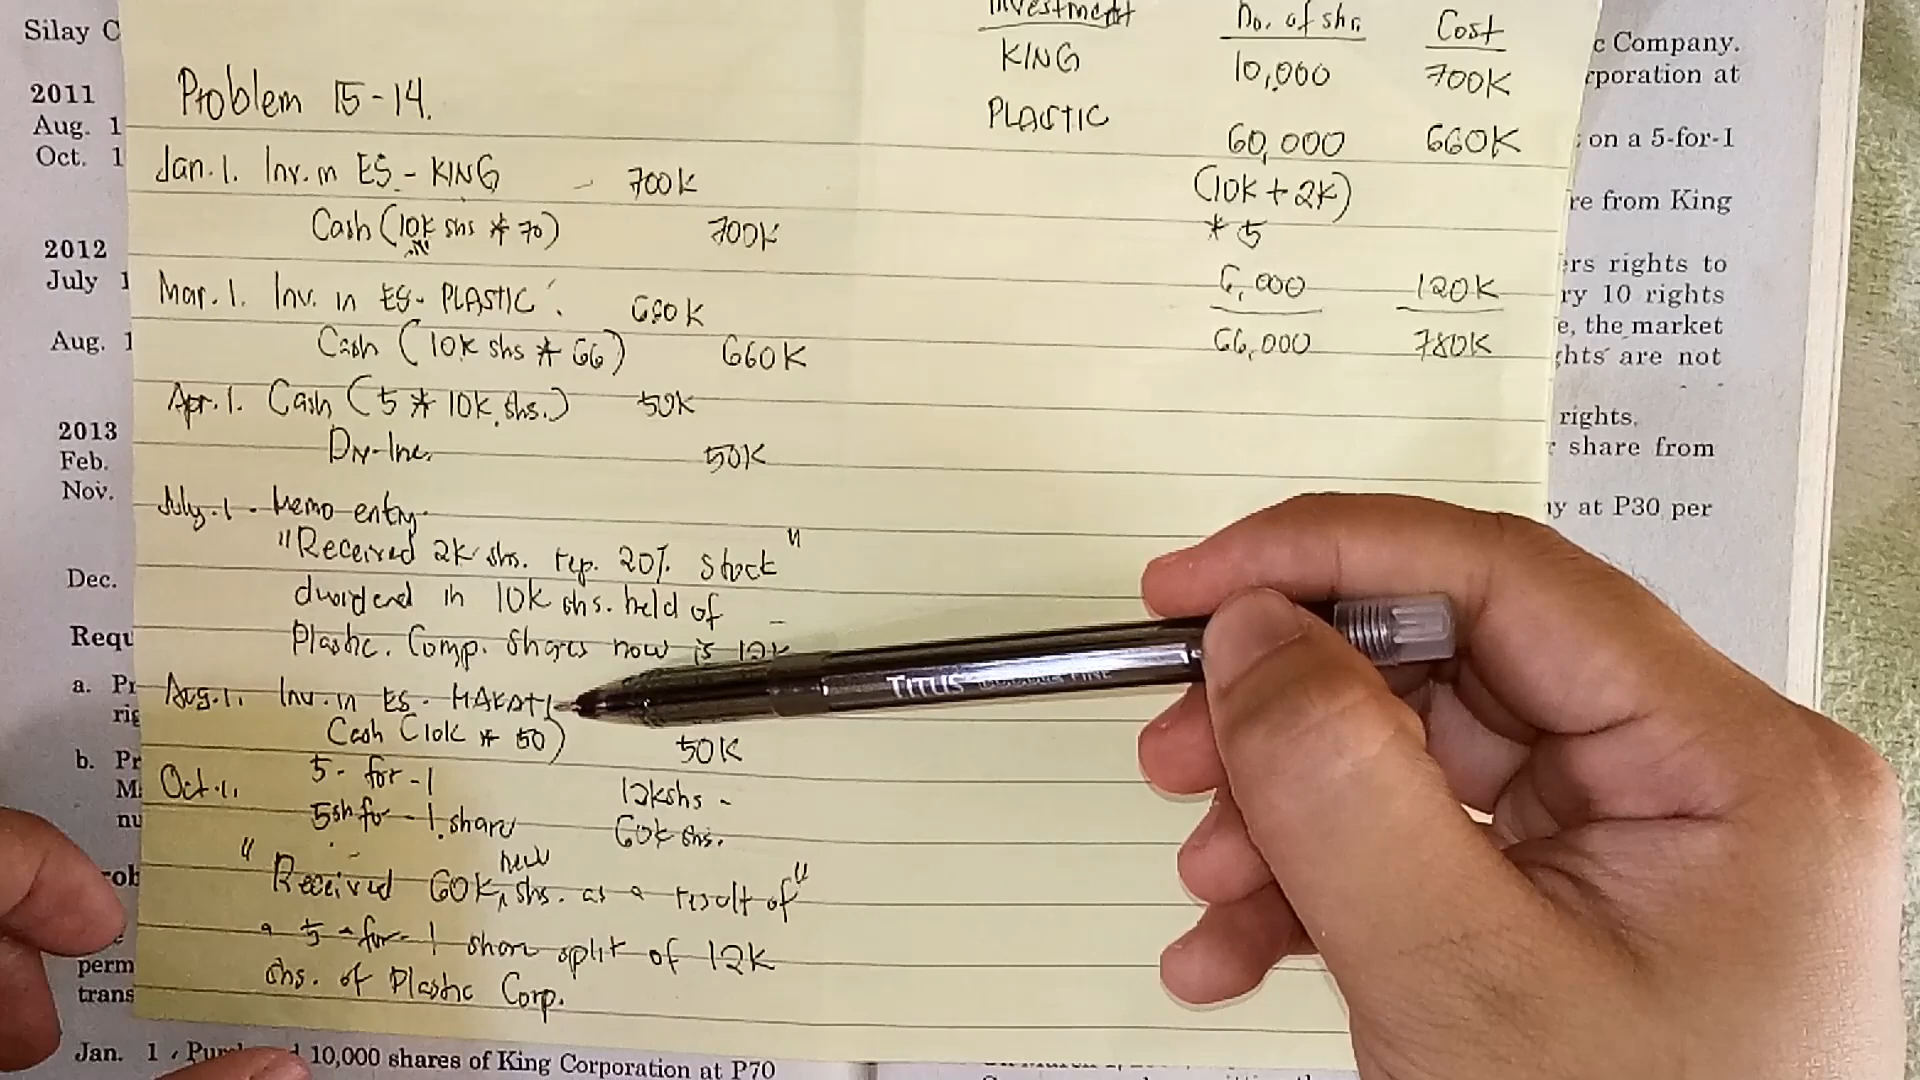 Silay C
2011
Aug. 1
Oct. 1
2012
July 1
Aug. 1
2013
Feb.
Nov.
Dec.
Requ
a. Pr
rig
b. Pr
M
nu
rob
perm
trans
Problem 15-14.
Jan. 1. Inv. in ES - KING 700K
Cash (10K shs * 70) 700K
Mar. 1. Inv. in ES - PLASTIC 660K
Cash (10K shs * 66) 660K
Apr. 1. Cash (5 * 10K shs.) 50K
Div-Inc. 50K
July. 1 - Memo entry.
"Received 2K shs. rep. 20% stock"
dividend in 10K shs. held of
Plastic. Comp. Shares now is 12K
Aug. 1. Inv. in ES - MAKATI
Cash (10K * 50) 50K
Oct. 1. 5-for-1 12kshs -
5sh for - 1 share 60K shs.
"Received 60K new shs. as a result of"
a 5-for-1 share split of 12K
shs. of Plastic Corp.
Investment No. of shr. Cost
KING 10,000 700K
PLASTIC 60,000 660K
(10K + 2K)
* 5
6,000 120K
66,000 780K
c Company.
rporation at
on a 5-for-1
re from King
ers rights to
ry 10 rights
e, the market
ghts are not
rights.
share from
y at P30 per
TITUS
Jan. 1 10,000 shares of King Corporation at P70